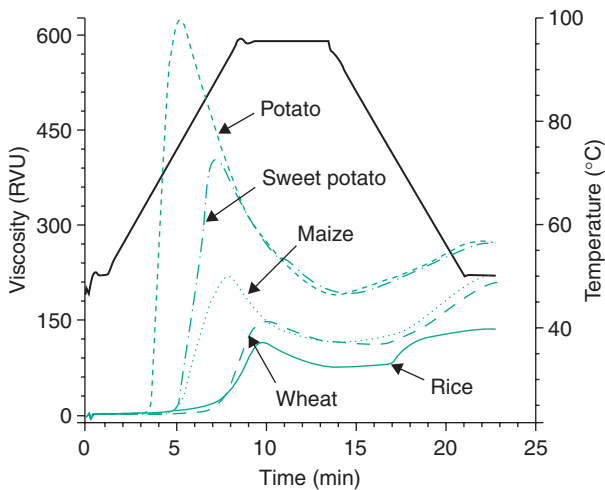 Viscosity (RVU)
600
450
300
150
0
Potato
Sweet potato
Maize
Wheat
Rice
100
80
60
40
Temperature (°C)
0 5 10 15 20 25
Time (min)